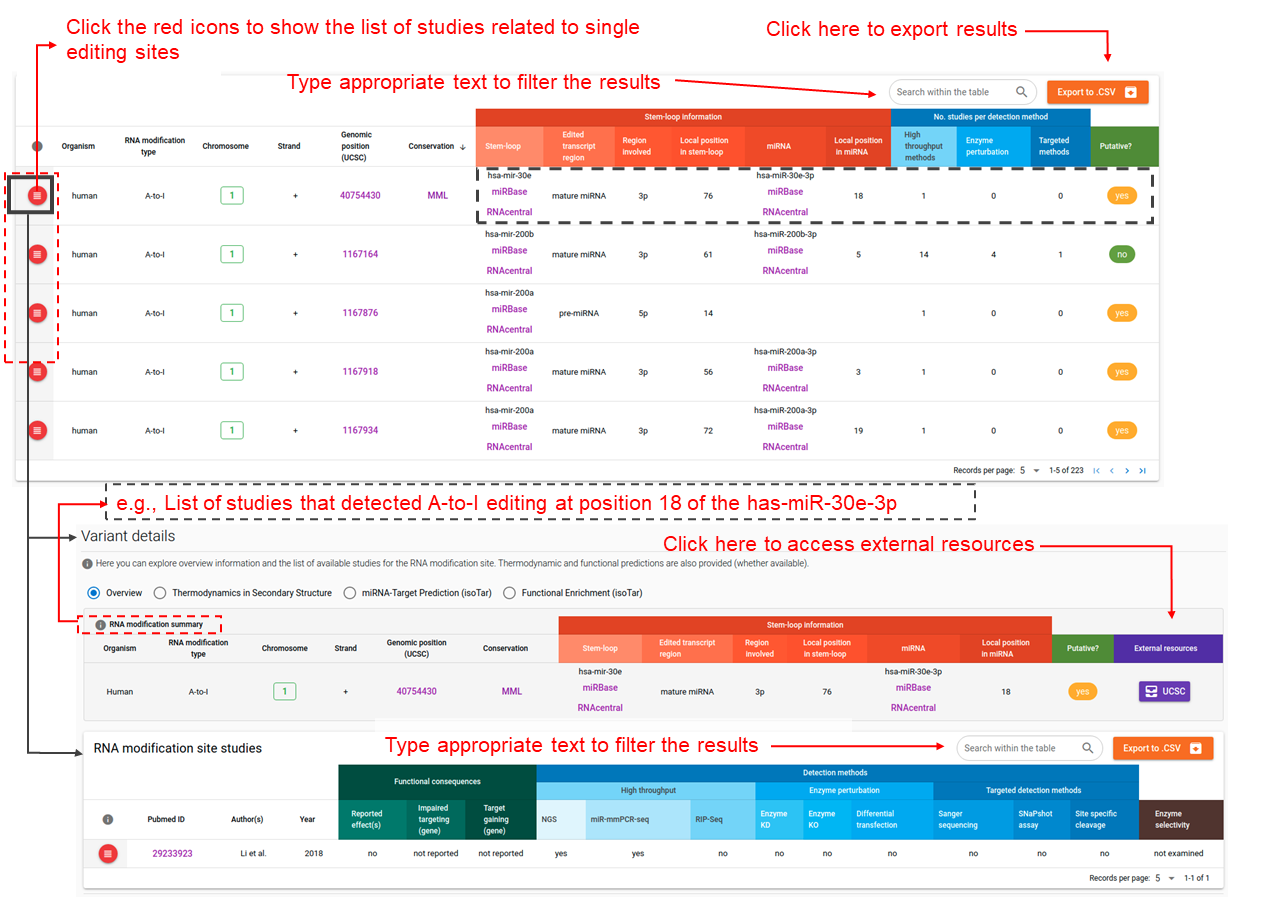 Click the red icons to show the list of studies related to single
editing sites
Click here to export results
Type appropriate text to filter the results
Search within the table
Export to .CSV
Stem-loop information
No. studies per detection method
Organism
RNA modification
type
Chromosome
Strand
Genomic
position
(UCSC)
Conservation ↓
Stem-loop
Edited
transcript
region
Region
involved
Local position
in stem-loop
miRNA
Local position
in miRNA
High
throughput
methods
Enzyme
perturbation
Targeted
methods
Putative?
hsa-mir-30e hsa-miR-30e-3p
human A-to-I 1 + 40754430 MML miRBase mature miRNA 3p 76 miRBase 18 1 0 0 yes
RNAcentral RNAcentral
hsa-mir-200b hsa-miR-200b-3p
human A-to-I 1 + 1167164 miRBase mature miRNA 3p 61 miRBase 5 14 4 1 no
RNAcentral RNAcentral
hsa-mir-200a
human A-to-I 1 + 1167876 miRBase pre-miRNA 5p 14 1 0 0 yes
RNAcentral
hsa-mir-200a hsa-miR-200a-3p
human A-to-I 1 + 1167918 miRBase mature miRNA 3p 56 miRBase 3 1 0 0 yes
RNAcentral RNAcentral
hsa-mir-200a hsa-miR-200a-3p
human A-to-I 1 + 1167934 miRBase mature miRNA 3p 72 miRBase 19 1 0 0 yes
RNAcentral RNAcentral
Records per page: 5 1-5 of 223
e.g., List of studies that detected A-to-I editing at position 18 of the has-miR-30e-3p
Variant details
Click here to access external resources
Here you can explore overview information and the list of available studies for the RNA modification site. Thermodynamic and functional predictions are also provided (whether available).
Overview Thermodynamics in Secondary Structure miRNA-Target Prediction (isoTar) Functional Enrichment (isoTar)
RNA modification summary
Stem-loop information
Organism
RNA modification
type
Chromosome
Strand
Genomic position
(UCSC)
Conservation
Stem-loop
Edited transcript
region
Region
involved
Local position
in stem-loop
miRNA
Local position
in miRNA
Putative?
External resources
hsa-mir-30e hsa-miR-30e-3p
Human A-to-I 1 + 40754430 MML miRBase mature miRNA 3p 76 miRBase 18 yes UCSC
RNAcentral RNAcentral
RNA modification site studies
Type appropriate text to filter the results
Search within the table
Export to .CSV
Functional consequences
Detection methods
High throughput
Enzyme perturbation
Targeted detection methods
Pubmed ID
Author(s)
Year
Reported
effect(s)
Impaired
targeting
(gene)
Target
gaining
(gene)
NGS
miR-mmPCR-seq
RIP-Seq
Enzyme
KD
Enzyme
KO
Differential
transfection
Sanger
sequencing
SNaPshot
assay
Site specific
cleavage
Enzyme
selectivity
29233923 Li et al. 2018 no not reported not reported yes yes no no no no no no no not examined
Records per page: 5 1-1 of 1